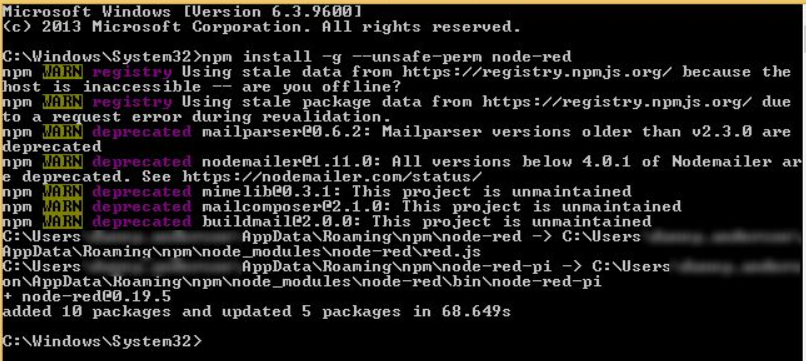 Microsoft Windows [Version 6.3.9600]
(c) 2013 Microsoft Corporation. All rights reserved.
C:\Windows\System32>npm install -g --unsafe-perm node-red
npm WARN registry Using stale data from https://registry.npmjs.org/ because the
host is inaccessible -- are you offline?
npm WARN registry Using stale package data from https://registry.npmjs.org/ due
to a request error during revalidation.
npm WARN deprecated mailparser@0.6.2: Mailparser versions older than v2.3.0 are
deprecated
npm WARN deprecated nodemailer@1.11.0: All versions below 4.0.1 of Nodemailer ar
e deprecated. See https://nodemailer.com/status/
npm WARN deprecated mimelib@0.3.1: This project is unmaintained
npm WARN deprecated mailcomposer@2.1.0: This project is unmaintained
npm WARN deprecated buildmail@2.0.0: This project is unmaintained
C:\Users AppData\Roaming\npm\node-red -> C:\Users
AppData\Roaming\npm\node_modules\node-red\red.js
C:\Users AppData\Roaming\npm\node-red-pi -> C:\Users
on\AppData\Roaming\npm\node_modules\node-red\bin\node-red-pi
+ node-red@0.19.5
added 10 packages and updated 5 packages in 68.649s
C:\Windows\System32>